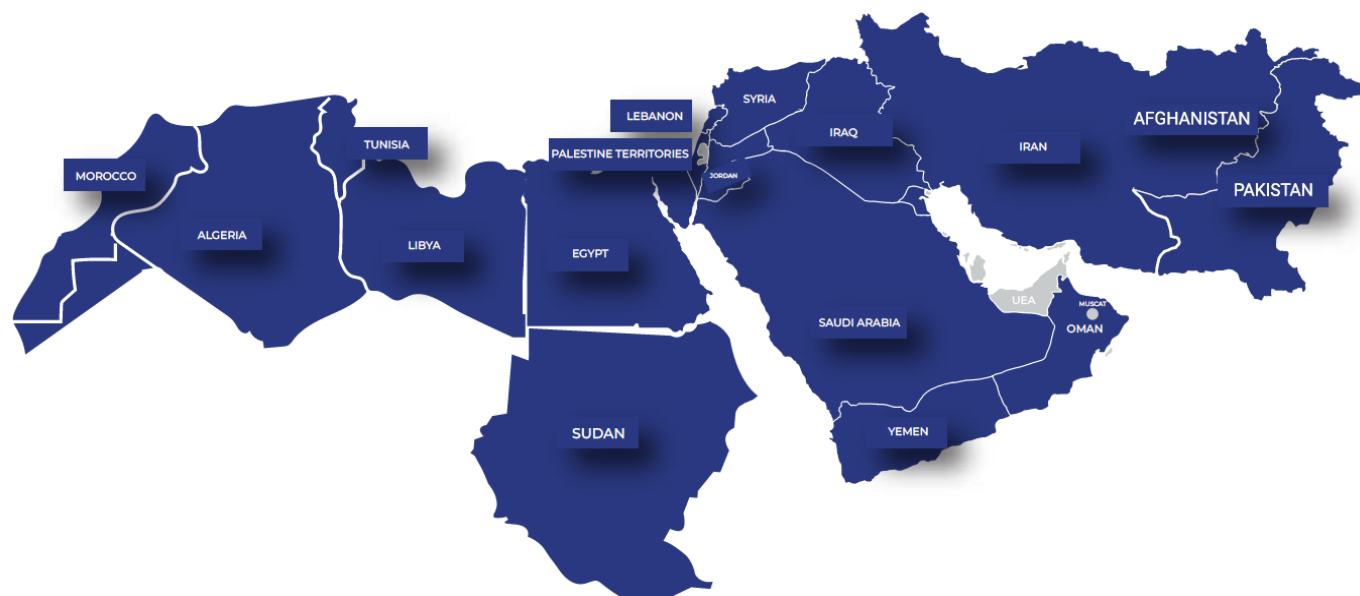 SYRIA
LEBANON
AFGHANISTAN
IRAQ
TUNISIA
IRAN
PALESTINE TERRITORIES
MOROCCO
JORDAN
PAKISTAN
ALGERIA
LIBYA
EGYPT
UEA
MUSCAT
SAUDI ARABIA
OMAN
SUDAN
YEMEN